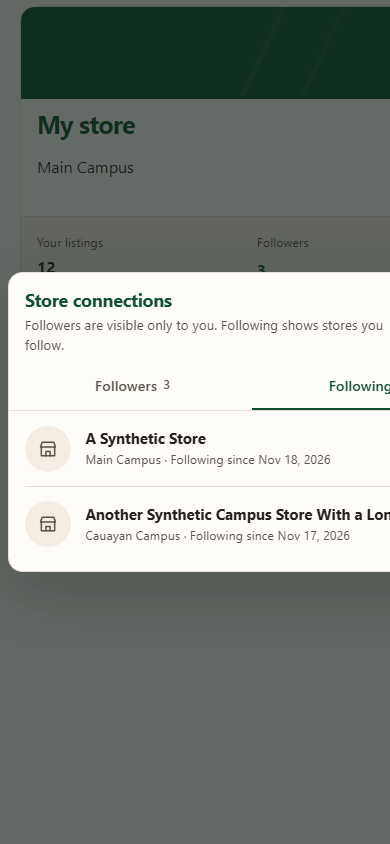 My store
Main Campus
Your listings
Followers
12
3
Store connections
Followers are visible only to you. Following shows stores you
follow.
Followers 3
Following
A Synthetic Store
Main Campus · Following since Nov 18, 2026
Another Synthetic Campus Store With a Lon
Cauayan Campus · Following since Nov 17, 2026